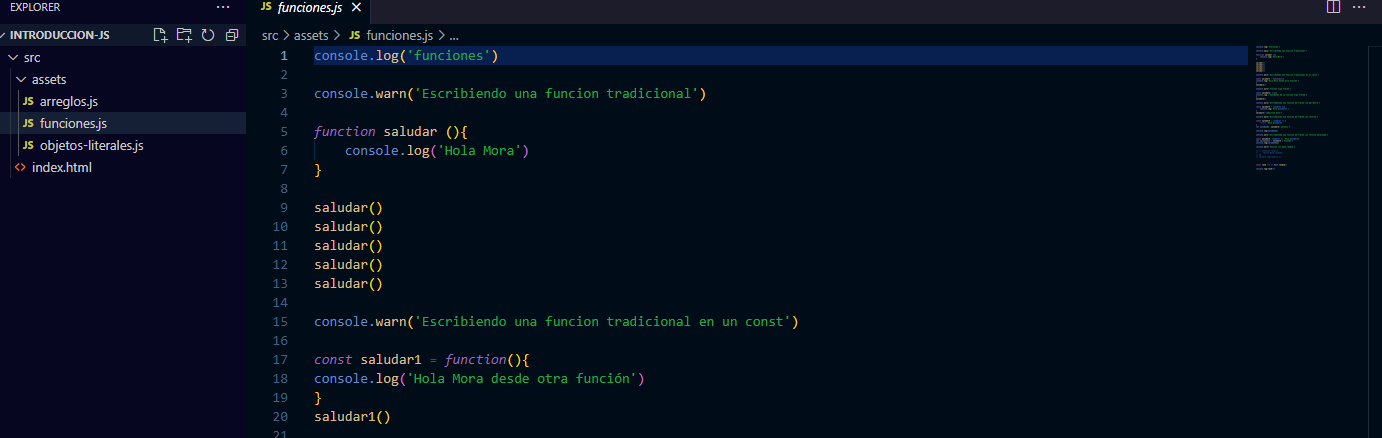 EXPLORER
INTRODUCCION-JS
src
assets
JS arreglos.js
JS funciones.js
JS objetos-literales.js
<> index.html
JS funciones.js
src > assets > JS funciones.js > ...
1 console.log('funciones')
2
3 console.warn('Escribiendo una funcion tradicional')
4
5 function saludar (){
6 console.log('Hola Mora')
7 }
8
9 saludar()
10 saludar()
11 saludar()
12 saludar()
13 saludar()
14
15 console.warn('Escribiendo una funcion tradicional en un const')
16
17 const saludar1 = function(){
18 console.log('Hola Mora desde otra función')
19 }
20 saludar1()
21